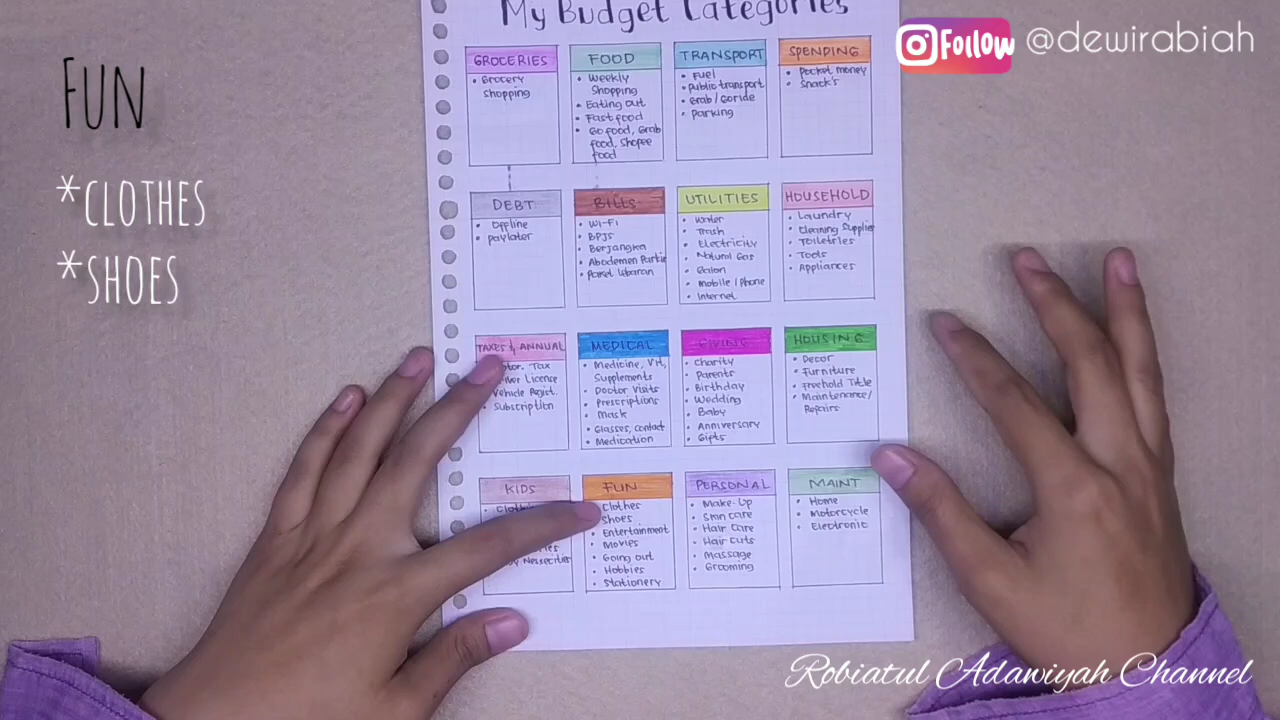 My Budget Categories
Follow @dewirabiah
FUN
*CLOTHES
*SHOES
GROCERIES
• Grocery
Shopping
FOOD
• Weekly
Shopping
• Eating out
• Fast food
• Go food, Grab
food, Shopee
food
TRANSPORT
• Fuel
• Public transport
• Grab / Goride
• Parking
SPENDING
• Pocket money
• Snack's
DEBT
• Offline
• Paylater
BILLS
• Wi-Fi
• BPJS
• Berjangka
• Abodemen Parkir
• Paket lebaran
UTILITIES
• Water
• Trash
• Electricity
• Natural Gas
• Galon
• Mobile / Phone
• Internet
HOUSEHOLD
• Laundry
• Cleaning Supplies
• Toiletries
• Tools
• Appliances
TAXES & ANNUAL
Tax
Licence
Vehicle Regist.
• Subscription
MEDICAL
• Medicine, Vit,
Supplements
• Doctor Visits
• Prescriptions
• Mask
• Glasses, contact
• Medication
GIVING
• Charity
• Parents
• Birthday
• Wedding
• Baby
• Anniversary
• Gifts
HOUSING
• Decor
• Furniture
• Freehold Title
• Maintenance/
Repairs
KIDS
FUN
Clothes
Shoes
• Entertainment
• Movies
• Going out
• Hobbies
• Stationery
PERSONAL
• Make-Up
• Skin care
• Hair Care
• Hair cuts
• Massage
• Grooming
MAINT
• Home
• Motorcycle
• Electronic
Robiatul Adawiyah Channel